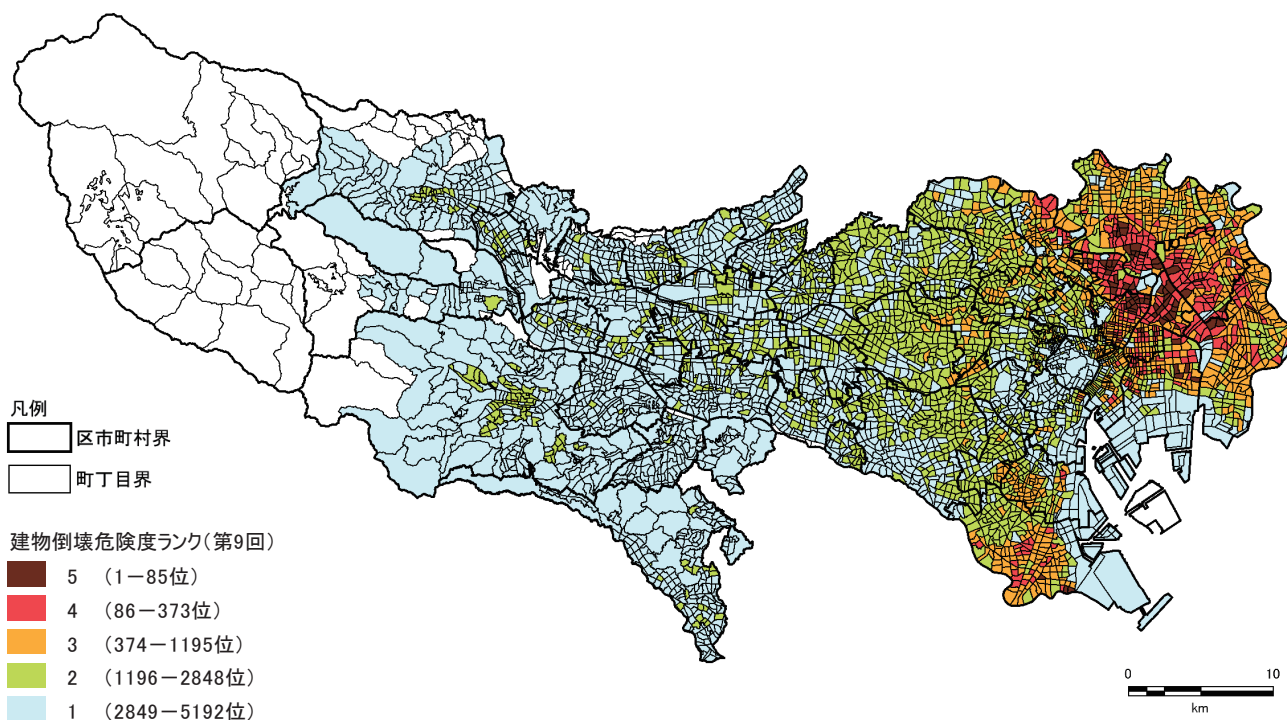 凡例
区市町村界
町丁目界
建物倒壊危険度ランク(第9回)
5 (1－85位)
4 (86－373位)
3 (374－1195位)
2 (1196－2848位)
1 (2849－5192位)
0 10
km